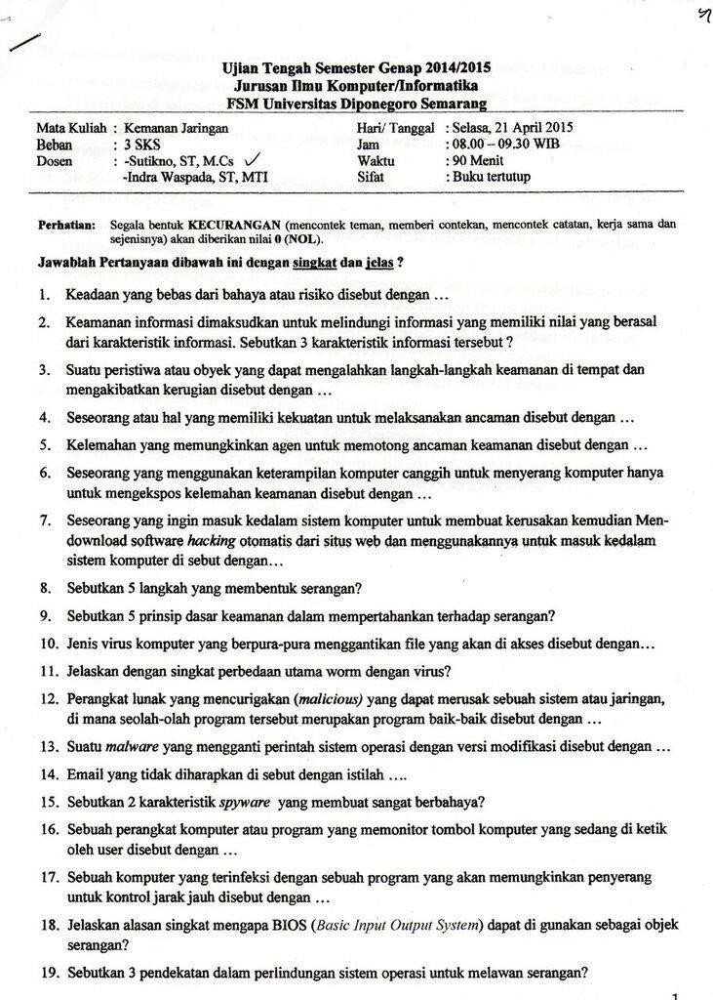 Ujian Tengah Semester Genap 2014/2015
Jurusan Ilmu Komputer/Informatika
FSM Universitas Diponegoro Semarang
Mata Kuliah : Kemanan Jaringan Hari/ Tanggal : Selasa, 21 April 2015
Beban : 3 SKS Jam : 08.00 – 09.30 WIB
Dosen : -Sutikno, ST, M.Cs ✓ Waktu : 90 Menit
-Indra Waspada, ST, MTI Sifat : Buku tertutup
Perhatian: Segala bentuk KECURANGAN (mencontek teman, memberi contekan, mencontek catatan, kerja sama dan
sejenisnya) akan diberikan nilai 0 (NOL).
Jawablah Pertanyaan dibawah ini dengan singkat dan jelas ?
1. Keadaan yang bebas dari bahaya atau risiko disebut dengan …
2. Keamanan informasi dimaksudkan untuk melindungi informasi yang memiliki nilai yang berasal
dari karakteristik informasi. Sebutkan 3 karakteristik informasi tersebut ?
3. Suatu peristiwa atau obyek yang dapat mengalahkan langkah-langkah keamanan di tempat dan
mengakibatkan kerugian disebut dengan …
4. Seseorang atau hal yang memiliki kekuatan untuk melaksanakan ancaman disebut dengan …
5. Kelemahan yang memungkinkan agen untuk memotong ancaman keamanan disebut dengan …
6. Seseorang yang menggunakan keterampilan komputer canggih untuk menyerang komputer hanya
untuk mengekspos kelemahan keamanan disebut dengan …
7. Seseorang yang ingin masuk kedalam sistem komputer untuk membuat kerusakan kemudian Men-
download software hacking otomatis dari situs web dan menggunakannya untuk masuk kedalam
sistem komputer di sebut dengan…
8. Sebutkan 5 langkah yang membentuk serangan?
9. Sebutkan 5 prinsip dasar keamanan dalam mempertahankan terhadap serangan?
10. Jenis virus komputer yang berpura-pura menggantikan file yang akan di akses disebut dengan…
11. Jelaskan dengan singkat perbedaan utama worm dengan virus?
12. Perangkat lunak yang mencurigakan (malicious) yang dapat merusak sebuah sistem atau jaringan,
di mana seolah-olah program tersebut merupakan program baik-baik disebut dengan …
13. Suatu malware yang mengganti perintah sistem operasi dengan versi modifikasi disebut dengan …
14. Email yang tidak diharapkan di sebut dengan istilah ….
15. Sebutkan 2 karakteristik spyware yang membuat sangat berbahaya?
16. Sebuah perangkat komputer atau program yang memonitor tombol komputer yang sedang di ketik
oleh user disebut dengan …
17. Sebuah komputer yang terinfeksi dengan sebuah program yang akan memungkinkan penyerang
untuk kontrol jarak jauh disebut dengan …
18. Jelaskan alasan singkat mengapa BIOS (Basic Input Output System) dapat di gunakan sebagai objek
serangan?
19. Sebutkan 3 pendekatan dalam perlindungan sistem operasi untuk melawan serangan?
1